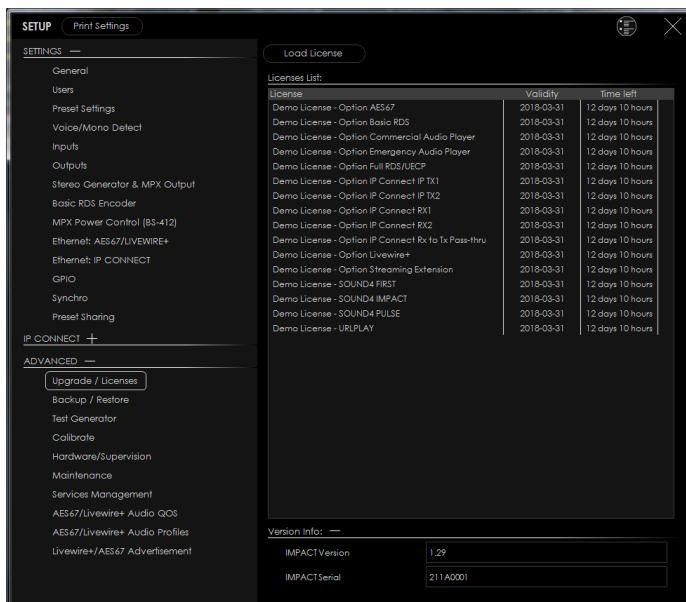 SETUP Print Settings
SETTINGS
General
Users
Preset Settings
Voice/Mono Detect
Inputs
Outputs
Stereo Generator & MPX Output
Basic RDS Encoder
MPX Power Control (BS-412)
Ethernet: AES67/LIVEWIRE+
Ethernet: IP CONNECT
GPIO
Synchro
Preset Sharing
IP CONNECT
ADVANCED
Upgrade / Licenses
Backup / Restore
Test Generator
Calibrate
Hardware/Supervision
Maintenance
Services Management
AES67/Livewire+ Audio QOS
AES67/Livewire+ Audio Profiles
Livewire+/AES67 Advertisement
Load License
Licenses List:
License Validity Time left
Demo License - Option AES67 2018-03-31 12 days 10 hours
Demo License - Option Basic RDS 2018-03-31 12 days 10 hours
Demo License - Option Commercial Audio Player 2018-03-31 12 days 10 hours
Demo License - Option Emergency Audio Player 2018-03-31 12 days 10 hours
Demo License - Option Full RDS/UECP 2018-03-31 12 days 10 hours
Demo License - Option IP Connect IP TX1 2018-03-31 12 days 10 hours
Demo License - Option IP Connect IP TX2 2018-03-31 12 days 10 hours
Demo License - Option IP Connect RX1 2018-03-31 12 days 10 hours
Demo License - Option IP Connect RX2 2018-03-31 12 days 10 hours
Demo License - Option IP Connect Rx to Tx Pass-thru 2018-03-31 12 days 10 hours
Demo License - Option Livewire+ 2018-03-31 12 days 10 hours
Demo License - Option Streaming Extension 2018-03-31 12 days 10 hours
Demo License - SOUND4 FIRST 2018-03-31 12 days 10 hours
Demo License - SOUND4 IMPACT 2018-03-31 12 days 10 hours
Demo License - SOUND4 PULSE 2018-03-31 12 days 10 hours
Demo License - URLPLAY 2018-03-31 12 days 10 hours
Version Info:
IMPACT Version 1.29
IMPACT Serial 211A0001